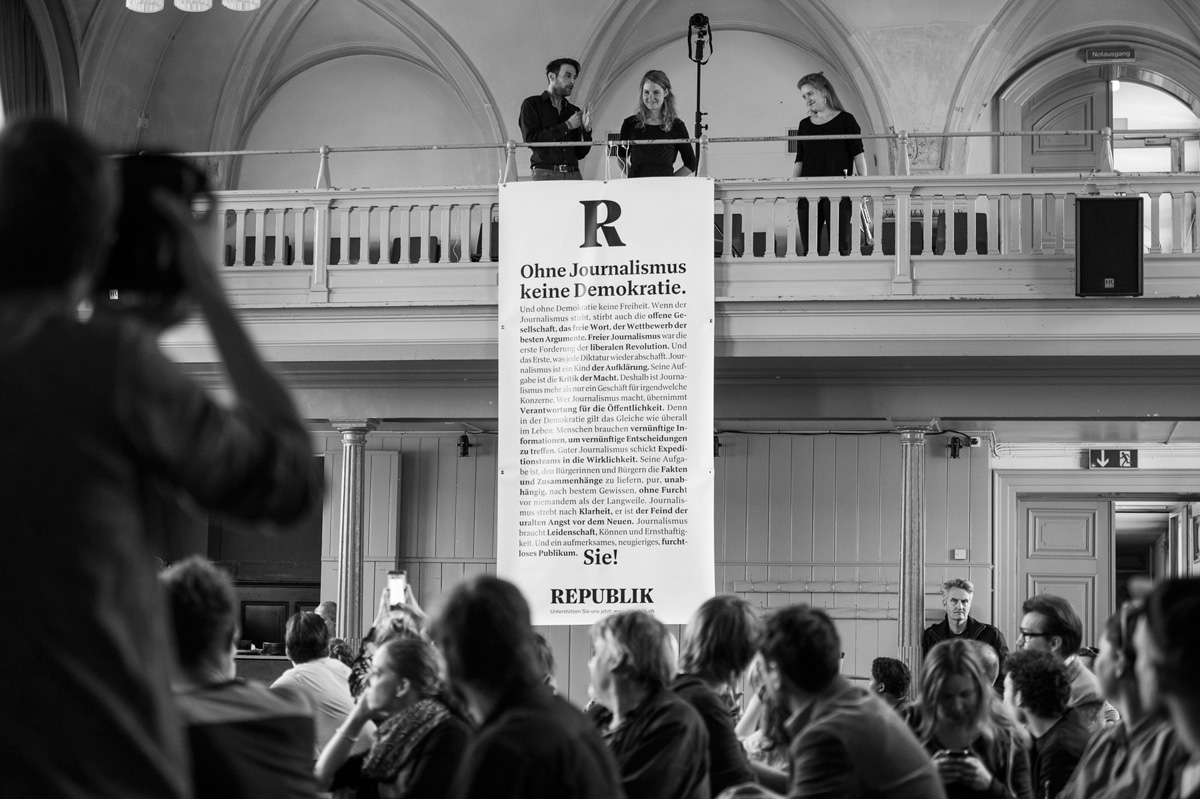 Notausgang
R
Ohne Journalismus
keine Demokratie.
Und ohne Demokratie keine Freiheit. Wenn der
Journalismus stirbt, stirbt auch die offene Ge-
sellschaft, das freie Wort, der Wettbewerb der
besten Argumente. Freier Journalismus war die
erste Forderung der liberalen Revolution. Und
das Erste, was jede Diktatur wieder abschafft. Jour-
nalismus ist ein Kind der Aufklärung. Seine Auf-
gabe ist die Kritik der Macht. Deshalb ist Journa-
lismus mehr als nur ein Geschäft für irgendwelche
Konzerne. Wer Journalismus macht, übernimmt
Verantwortung für die Öffentlichkeit. Denn
in der Demokratie gilt das Gleiche wie überall
im Leben: Menschen brauchen vernünftige In-
formationen, um vernünftige Entscheidungen
zu treffen. Guter Journalismus schickt Expedi-
tionsteams in die Wirklichkeit. Seine Aufga-
be ist, den Bürgerinnen und Bürgern die Fakten
und Zusammenhänge zu liefern, pur, unab-
hängig, nach bestem Gewissen, ohne Furcht
vor niemandem als der Langweile. Journalis-
mus strebt nach Klarheit, er ist der Feind der
uralten Angst vor dem Neuen. Journalismus
braucht Leidenschaft, Können und Ernsthaftig-
keit. Und ein aufmerksames, neugieriges, furcht-
loses Publikum. Sie!
REPUBLIK
Unterstützen Sie uns jetzt: